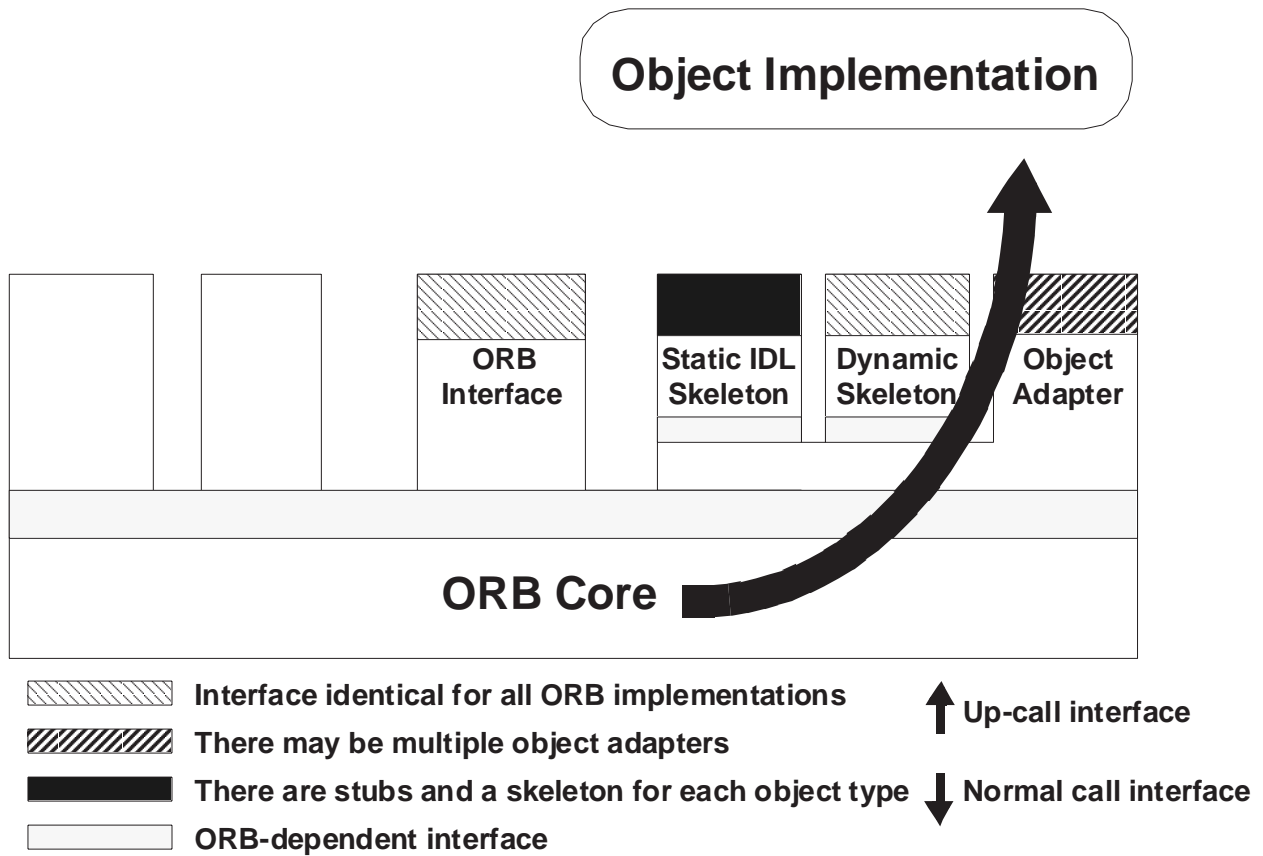 Object Implementation
ORB
Interface
Static IDL
Skeleton
Dynamic
Skeleton
Object
Adapter
ORB Core
Interface identical for all ORB implementations
There may be multiple object adapters
There are stubs and a skeleton for each object type
ORB-dependent interface
Up-call interface
Normal call interface